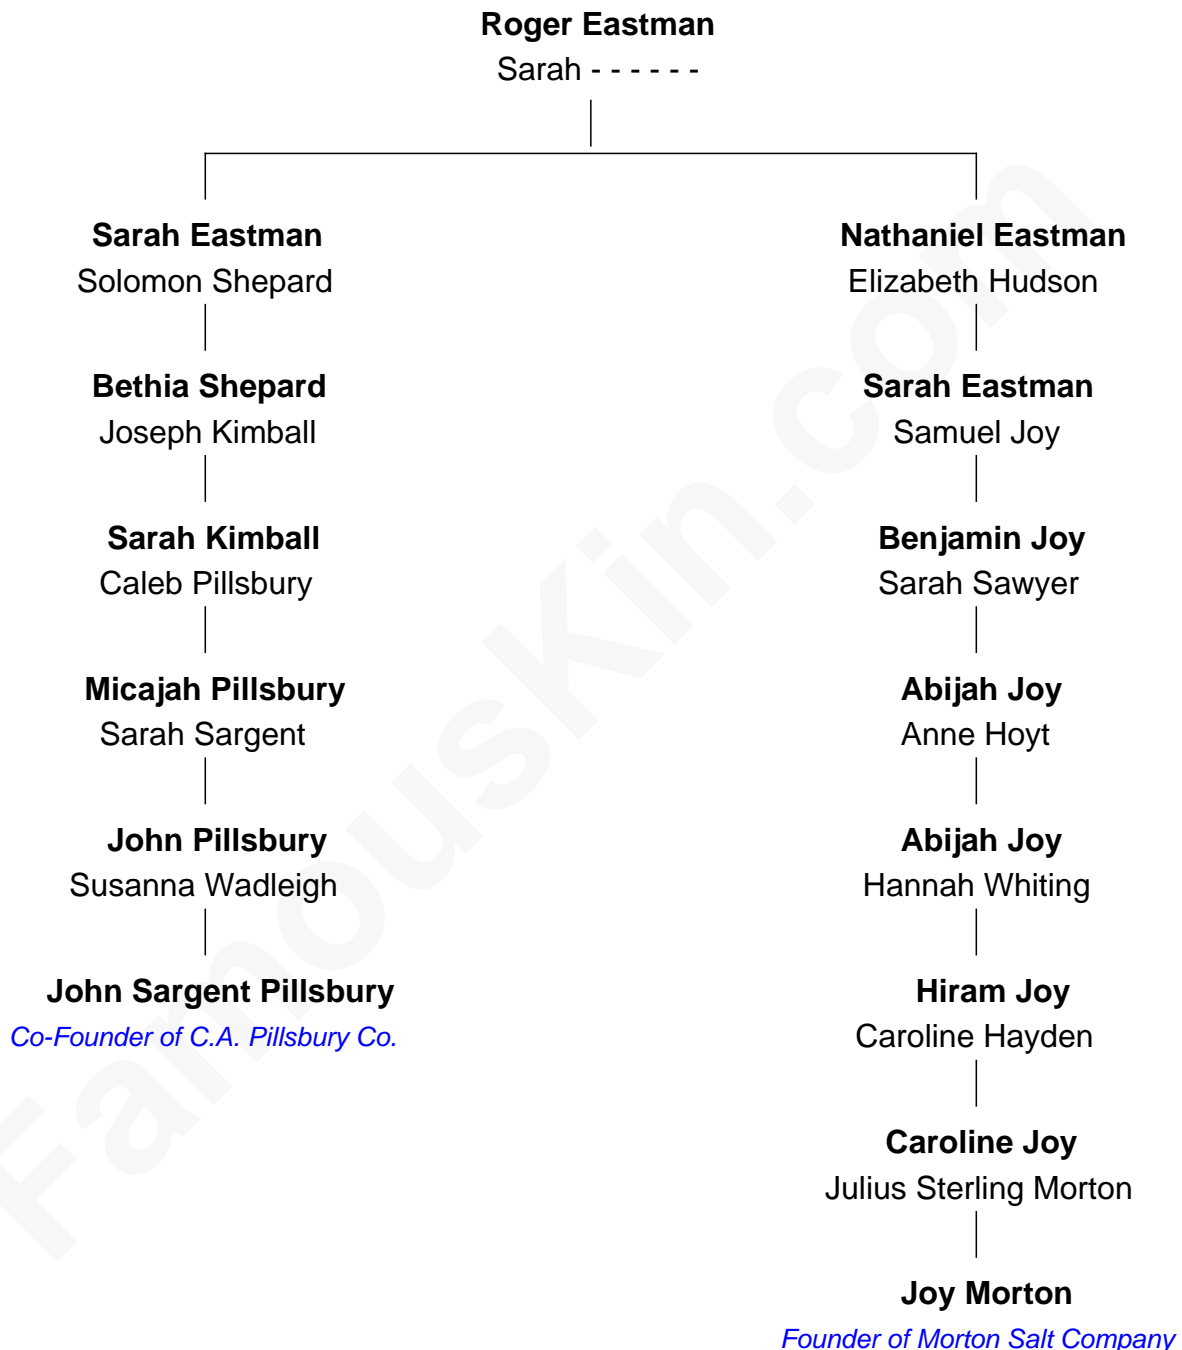 Roger Eastman
Sarah - - - - - -
Sarah Eastman
Solomon Shepard
Nathaniel Eastman
Elizabeth Hudson
Bethia Shepard
Joseph Kimball
Sarah Eastman
Samuel Joy
Sarah Kimball
Caleb Pillsbury
Benjamin Joy
Sarah Sawyer
Micajah Pillsbury
Sarah Sargent
Abijah Joy
Anne Hoyt
John Pillsbury
Susanna Wadleigh
Abijah Joy
Hannah Whiting
John Sargent Pillsbury
Co-Founder of C.A. Pillsbury Co.
Hiram Joy
Caroline Hayden
Caroline Joy
Julius Sterling Morton
Joy Morton
Founder of Morton Salt Company
FamousKin.com